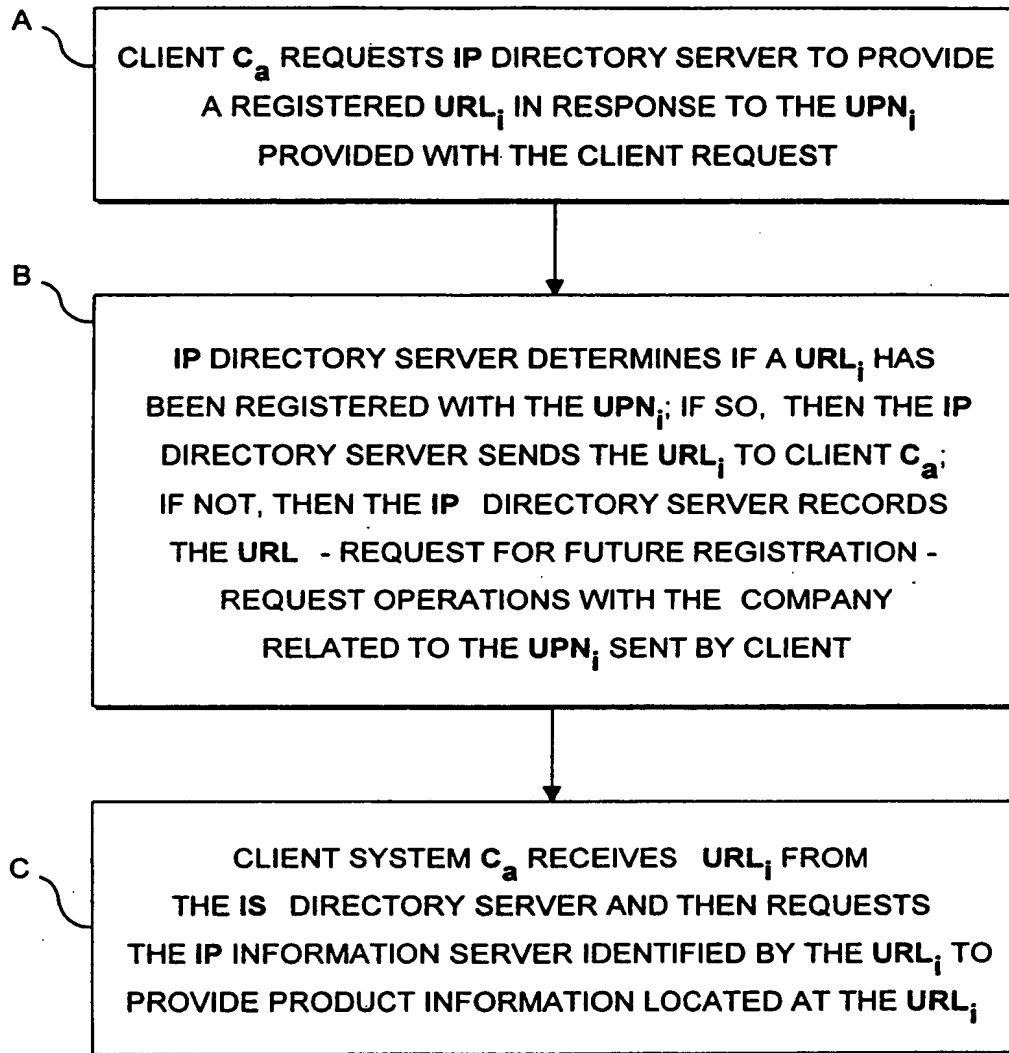 A
CLIENT Ca REQUESTS IP DIRECTORY SERVER TO PROVIDE
A REGISTERED URLi IN RESPONSE TO THE UPNi
PROVIDED WITH THE CLIENT REQUEST
B
IP DIRECTORY SERVER DETERMINES IF A URLi HAS
BEEN REGISTERED WITH THE UPNi; IF SO, THEN THE IP
DIRECTORY SERVER SENDS THE URLi TO CLIENT Ca;
IF NOT, THEN THE IP DIRECTORY SERVER RECORDS
THE URL - REQUEST FOR FUTURE REGISTRATION -
REQUEST OPERATIONS WITH THE COMPANY
RELATED TO THE UPNi SENT BY CLIENT
C
CLIENT SYSTEM Ca RECEIVES URLi FROM
THE IS DIRECTORY SERVER AND THEN REQUESTS
THE IP INFORMATION SERVER IDENTIFIED BY THE URLi TO
PROVIDE PRODUCT INFORMATION LOCATED AT THE URLi